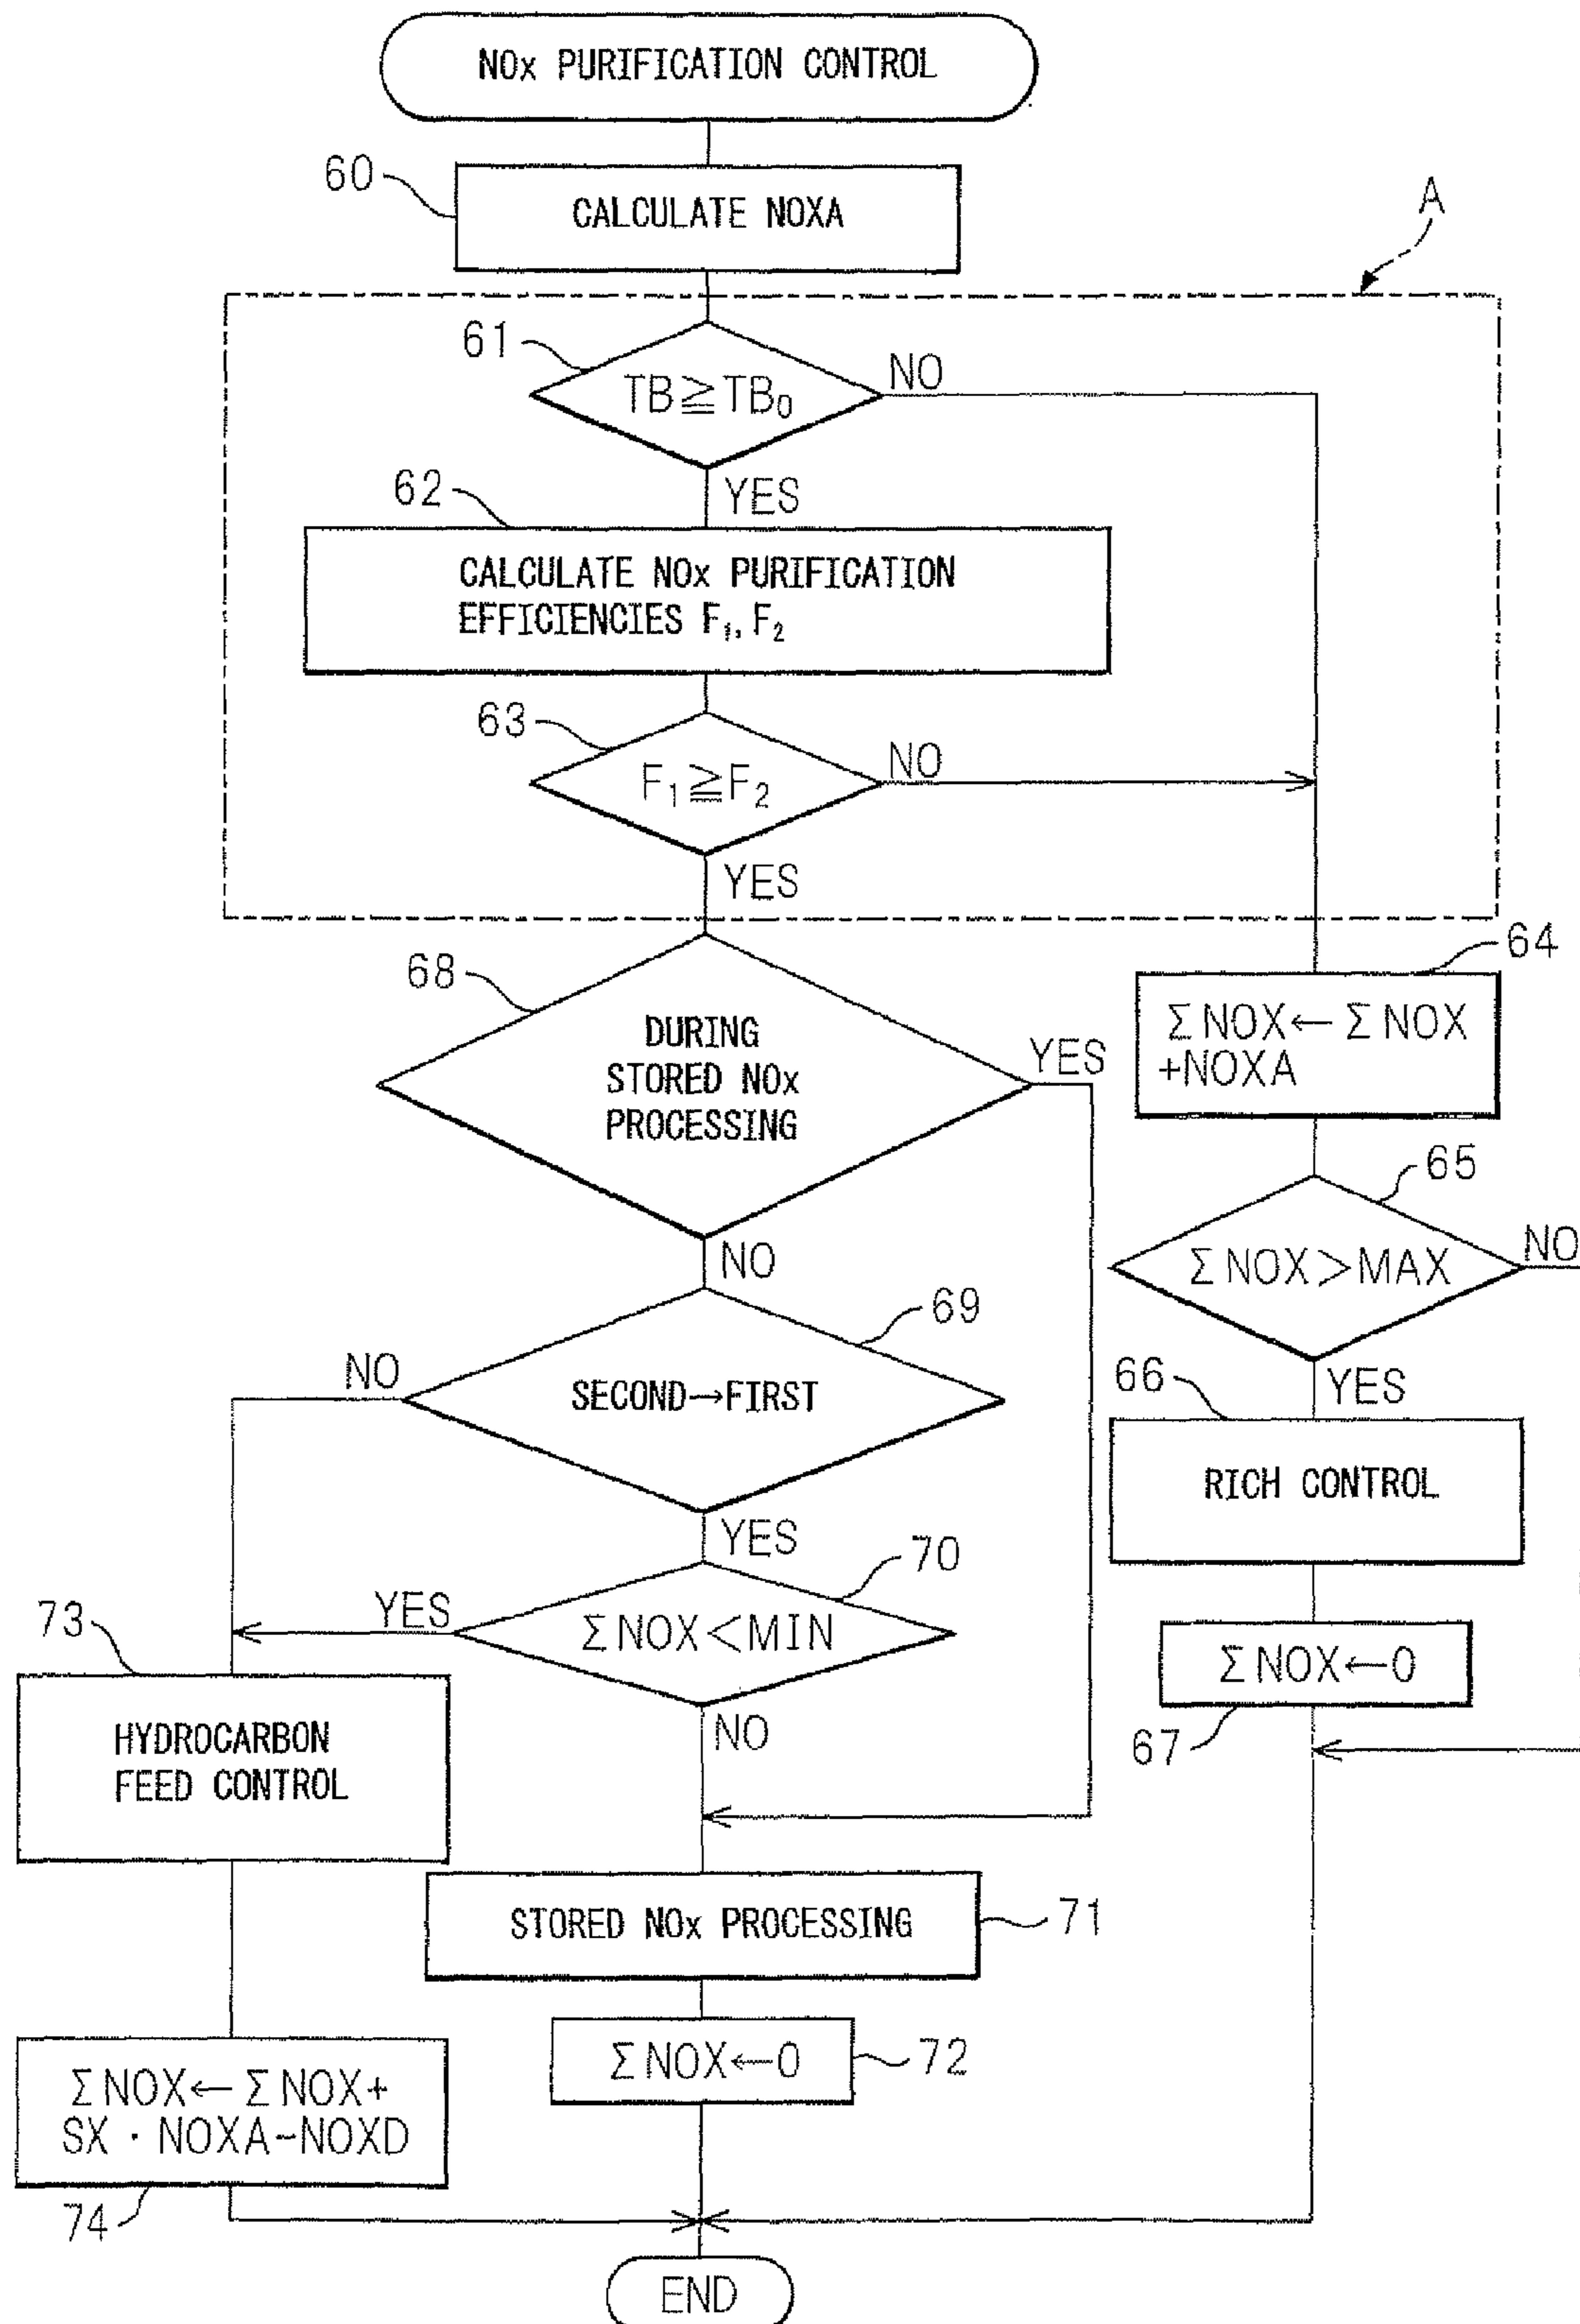 NOx PURIFICATION CONTROL
60
CALCULATE NOXA
A
61
TB≧TB₀
NO
YES
62
CALCULATE NOx PURIFICATION
EFFICIENCIES F₁, F₂
63
F₁≧F₂
NO
YES
64
ΣNOX←ΣNOX
+NOXA
68
DURING
STORED NOx
PROCESSING
YES
NO
65
ΣNOX>MAX
NO
YES
69
SECOND→FIRST
NO
YES
66
RICH CONTROL
70
ΣNOX<MIN
YES
NO
ΣNOX←0
67
73
HYDROCARBON
FEED CONTROL
STORED NOx PROCESSING
71
ΣNOX←0
72
ΣNOX←ΣNOX+
SX・NOXA-NOXD
74
END